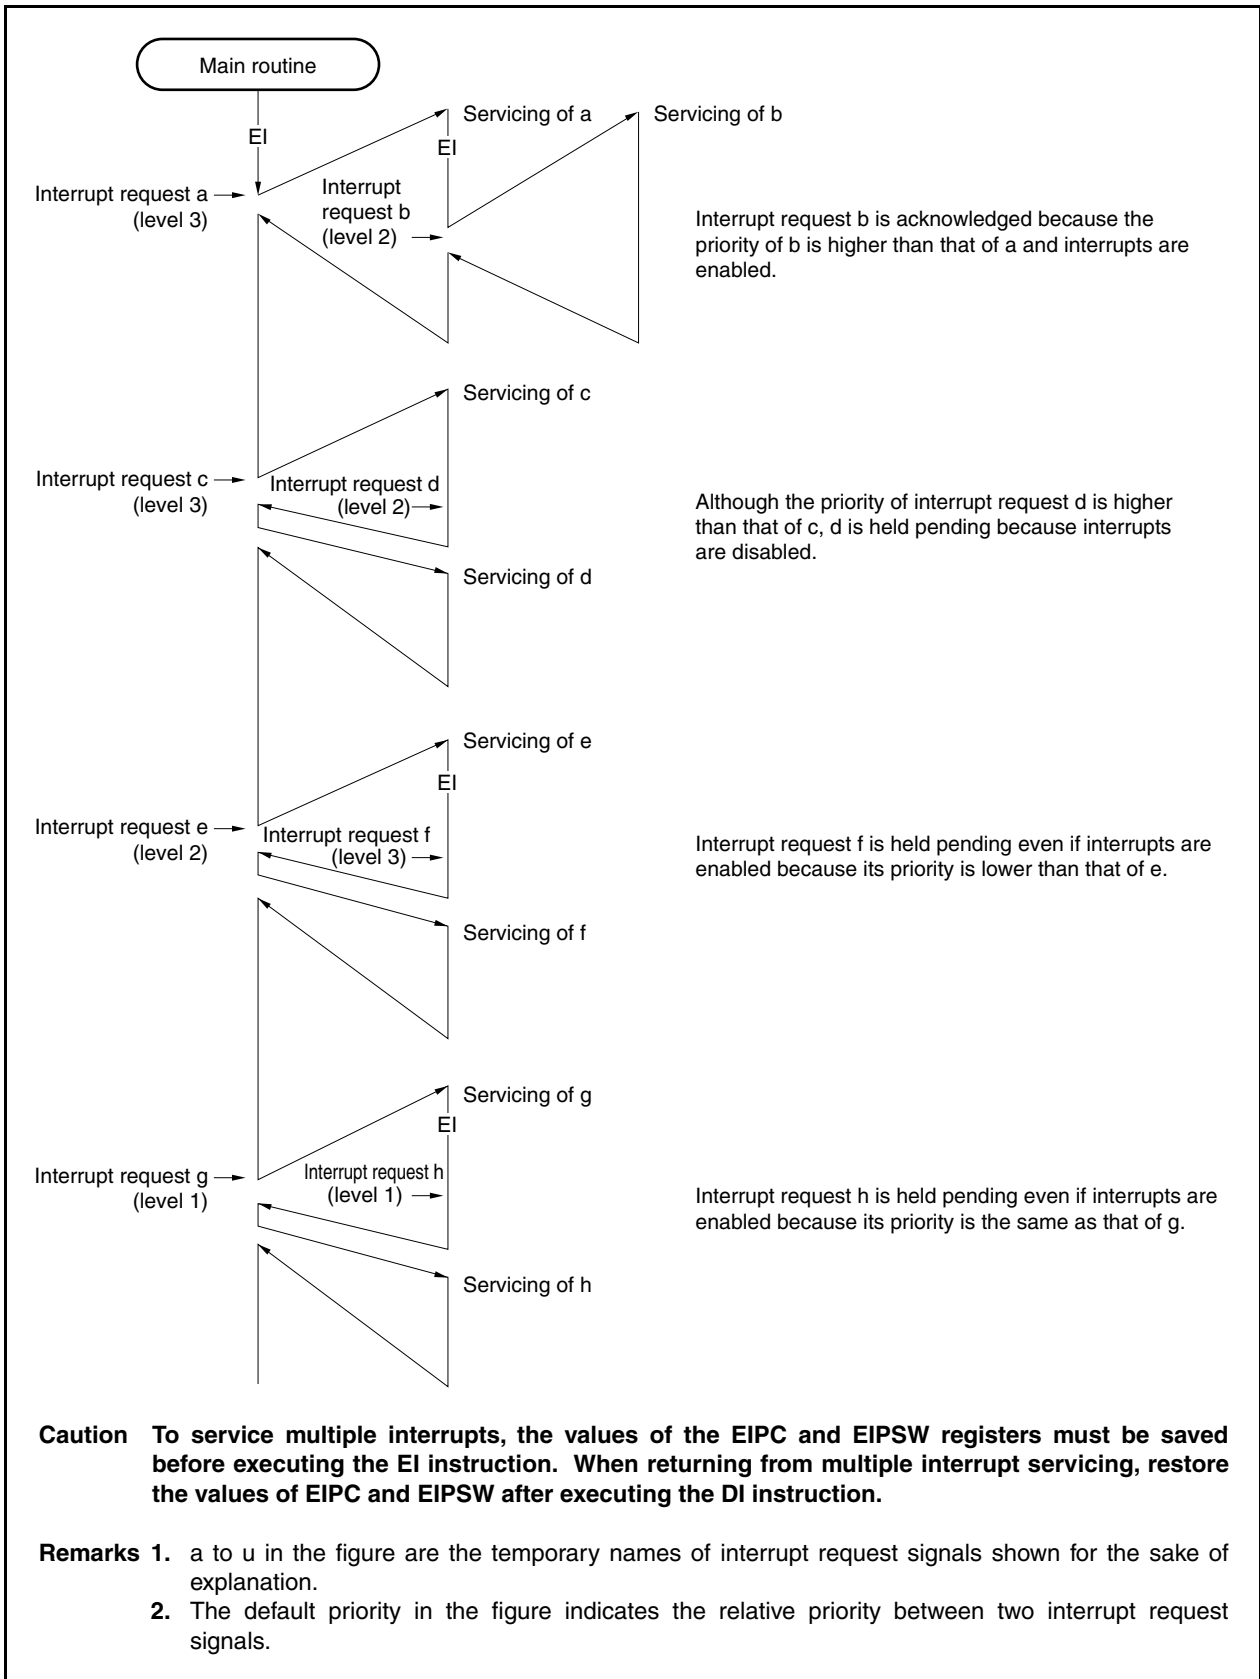 Main routine
EI
Servicing of a
EI
Servicing of b
Interrupt request a
(level 3)
Interrupt
request b
(level 2)
Interrupt request b is acknowledged because the
priority of b is higher than that of a and interrupts are
enabled.
Servicing of c
Interrupt request c
(level 3)
Interrupt request d
(level 2)
Although the priority of interrupt request d is higher
than that of c, d is held pending because interrupts
are disabled.
Servicing of d
Servicing of e
EI
Interrupt request e
(level 2)
Interrupt request f
(level 3)
Interrupt request f is held pending even if interrupts are
enabled because its priority is lower than that of e.
Servicing of f
Servicing of g
EI
Interrupt request g
(level 1)
Interrupt request h
(level 1)
Interrupt request h is held pending even if interrupts are
enabled because its priority is the same as that of g.
Servicing of h
Caution To service multiple interrupts, the values of the EIPC and EIPSW registers must be saved
before executing the EI instruction. When returning from multiple interrupt servicing, restore
the values of EIPC and EIPSW after executing the DI instruction.
Remarks 1. a to u in the figure are the temporary names of interrupt request signals shown for the sake of
explanation.
2. The default priority in the figure indicates the relative priority between two interrupt request
signals.